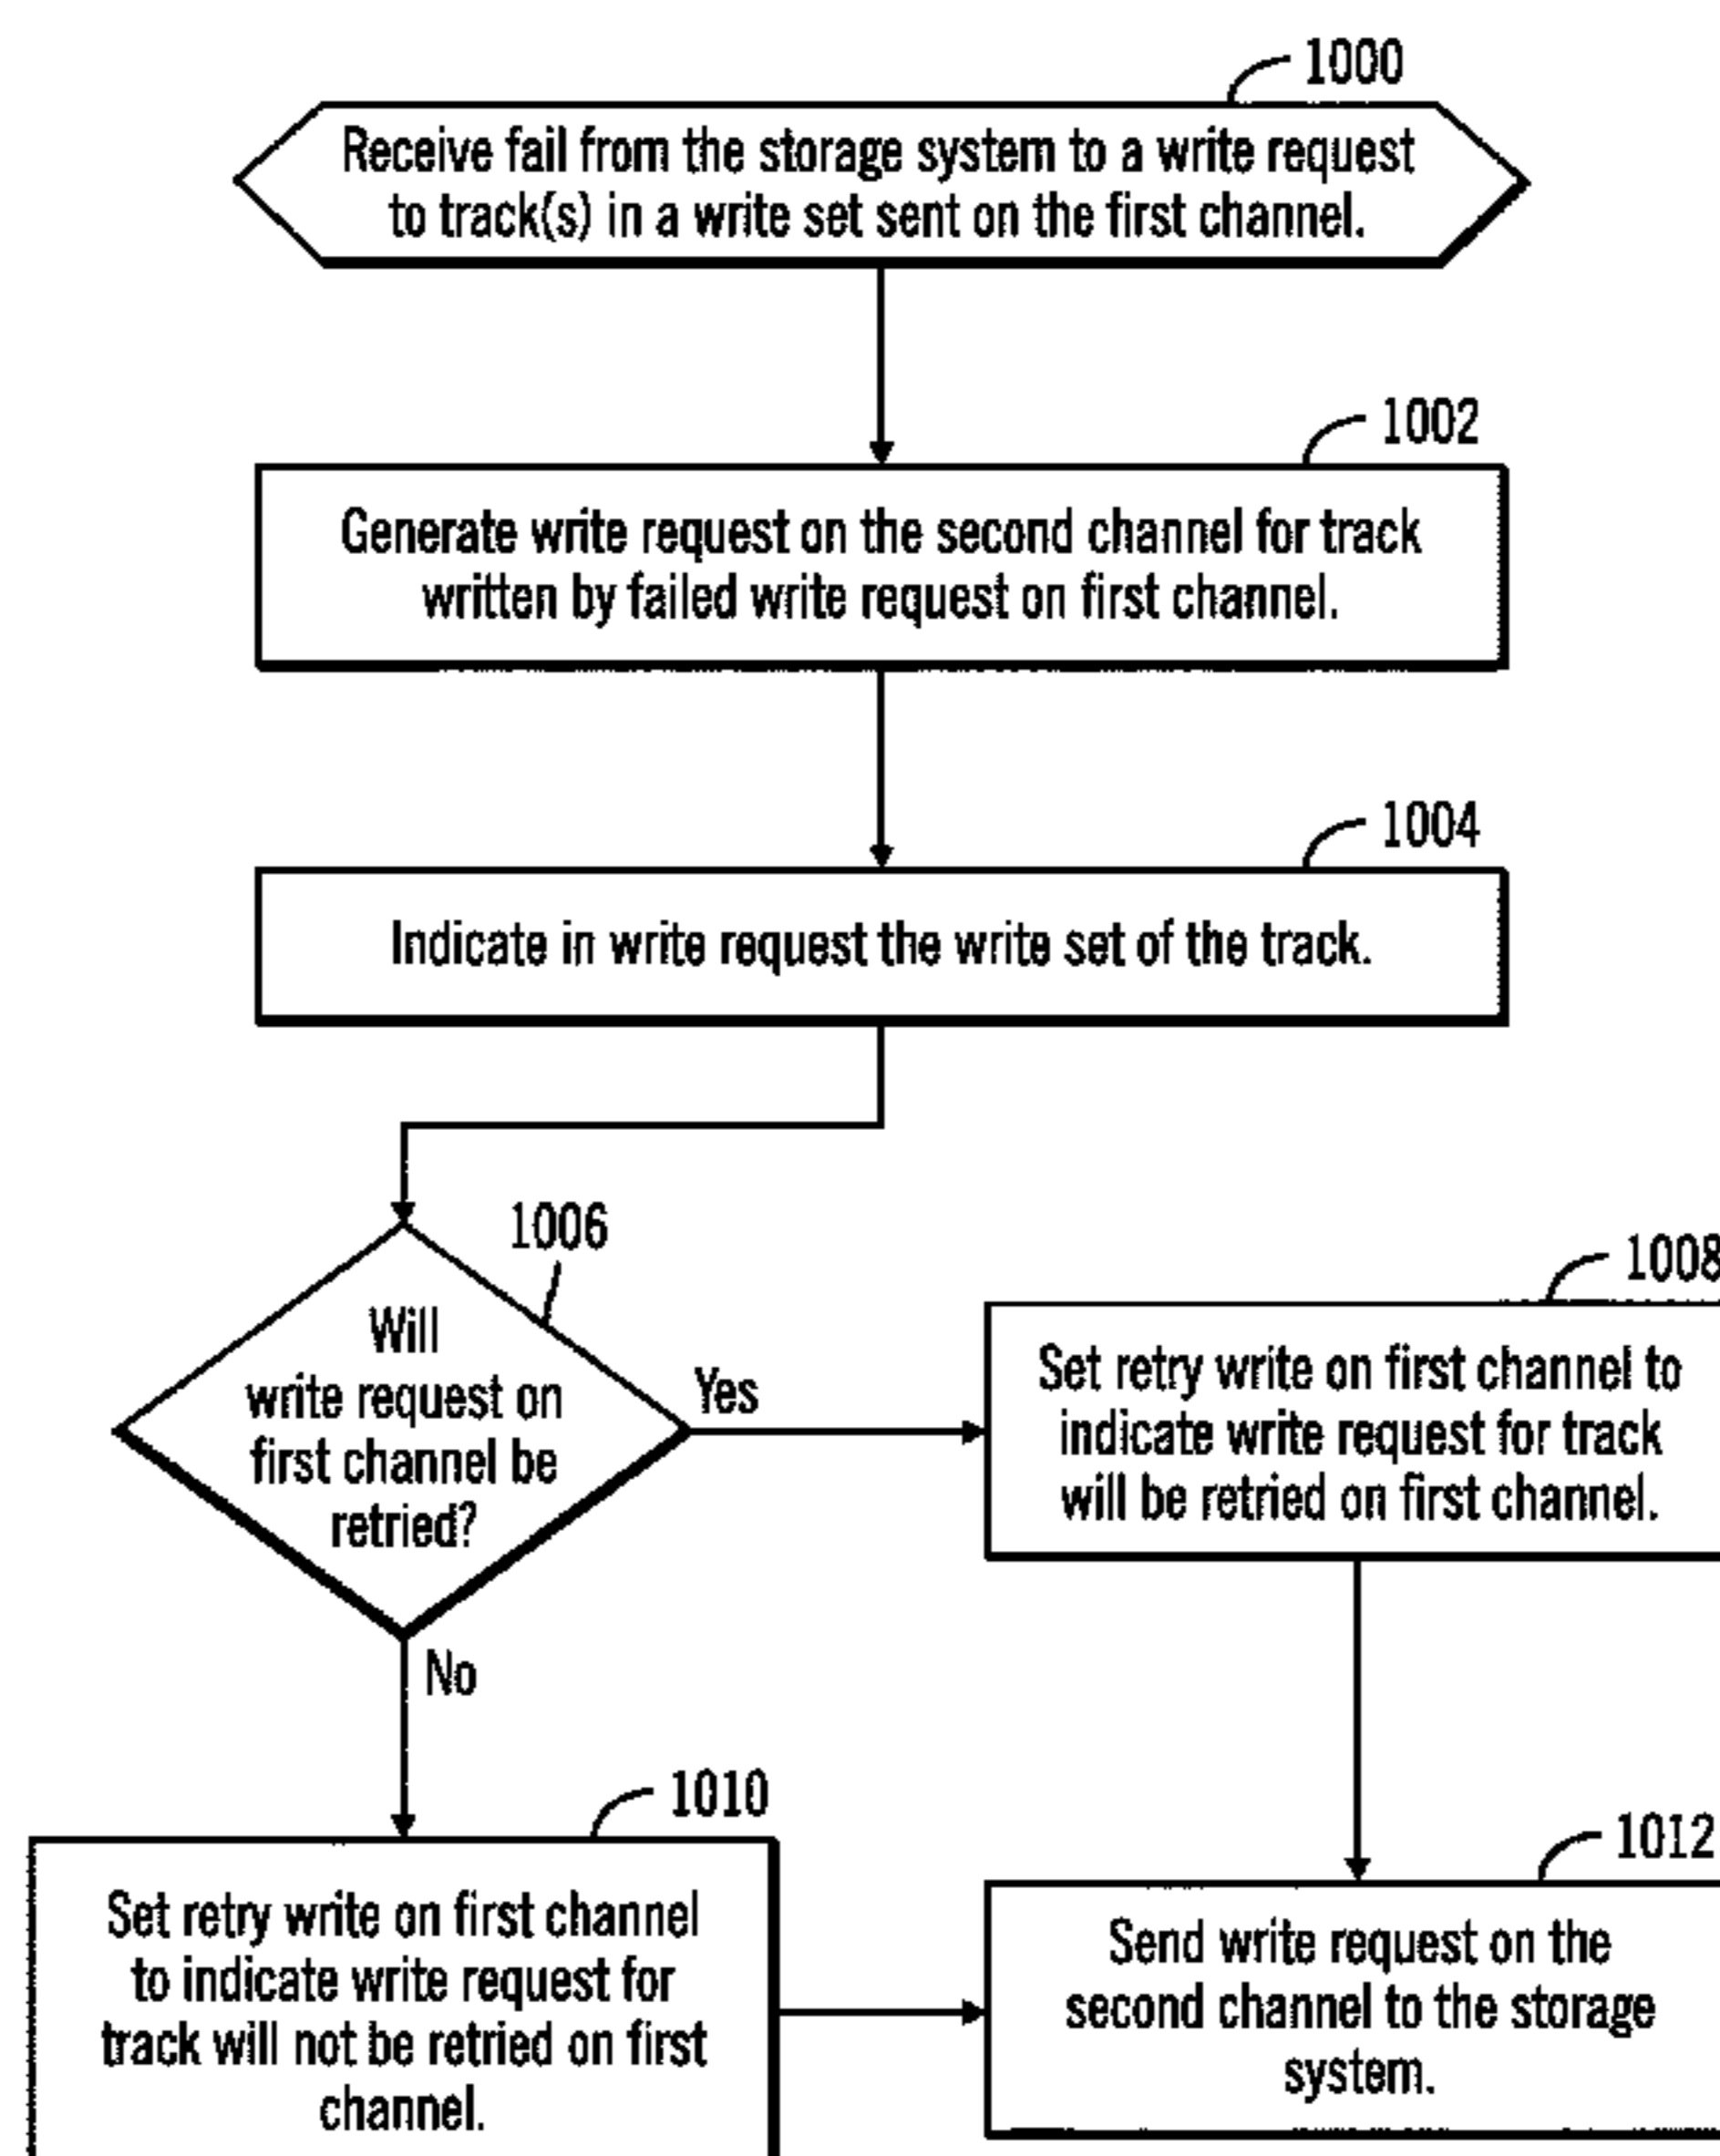 1000
Receive fail from the storage system to a write request
to track(s) in a write set sent on the first channel.
1002
Generate write request on the second channel for track
written by failed write request on first channel.
1004
Indicate in write request the write set of the track.
1006
Will
write request on
first channel be
retried?
Yes
No
1008
Set retry write on first channel to
indicate write request for track
will be retried on first channel.
1010
Set retry write on first channel
to indicate write request for
track will not be retried on first
channel.
1012
Send write request on the
second channel to the storage
system.